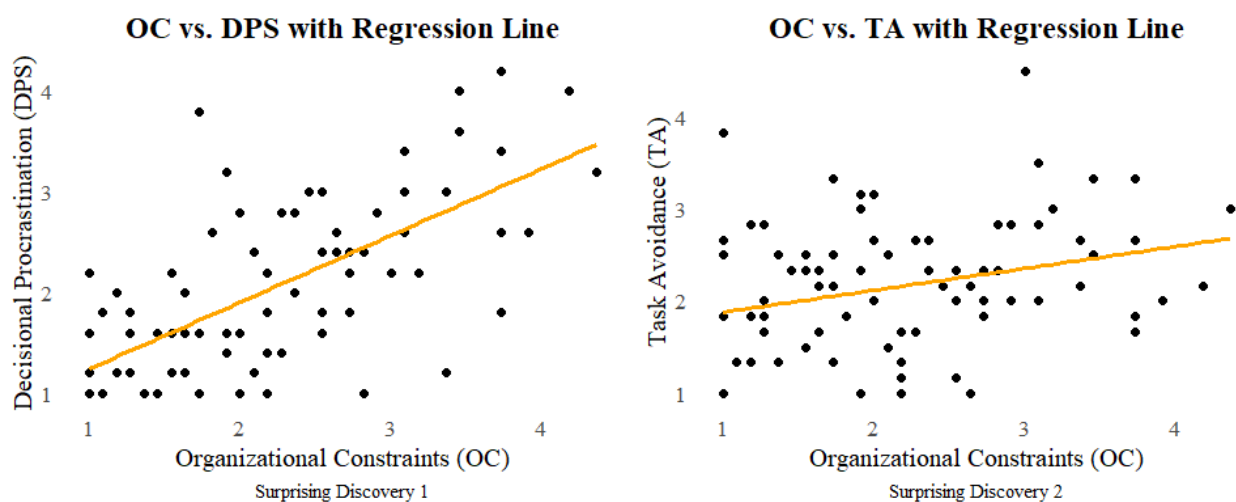 OC vs. DPS with Regression Line
Decisional Procrastination (DPS)
4
3
2
1
1 2 3 4
Organizational Constraints (OC)
Surprising Discovery 1
OC vs. TA with Regression Line
Task Avoidance (TA)
4
3
2
1
1 2 3 4
Organizational Constraints (OC)
Surprising Discovery 2